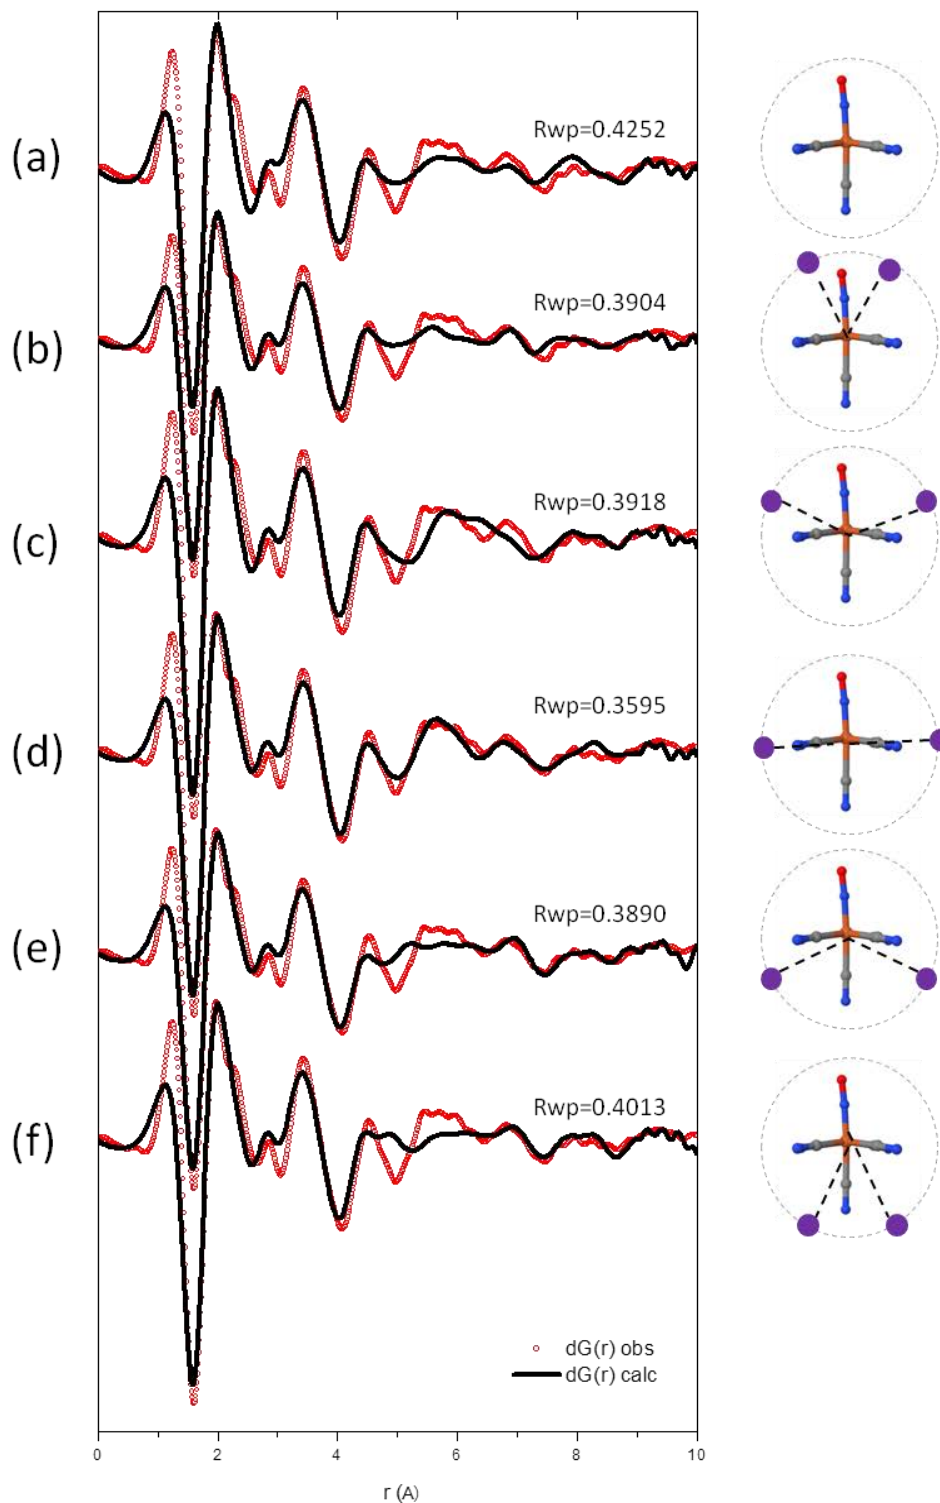 (a)
Rwp=0.4252
(b)
Rwp=0.3904
(c)
Rwp=0.3918
(d)
Rwp=0.3595
(e)
Rwp=0.3890
(f)
Rwp=0.4013
dG(r) obs
dG(r) calc
0 2 4 6 8 10
r (A)